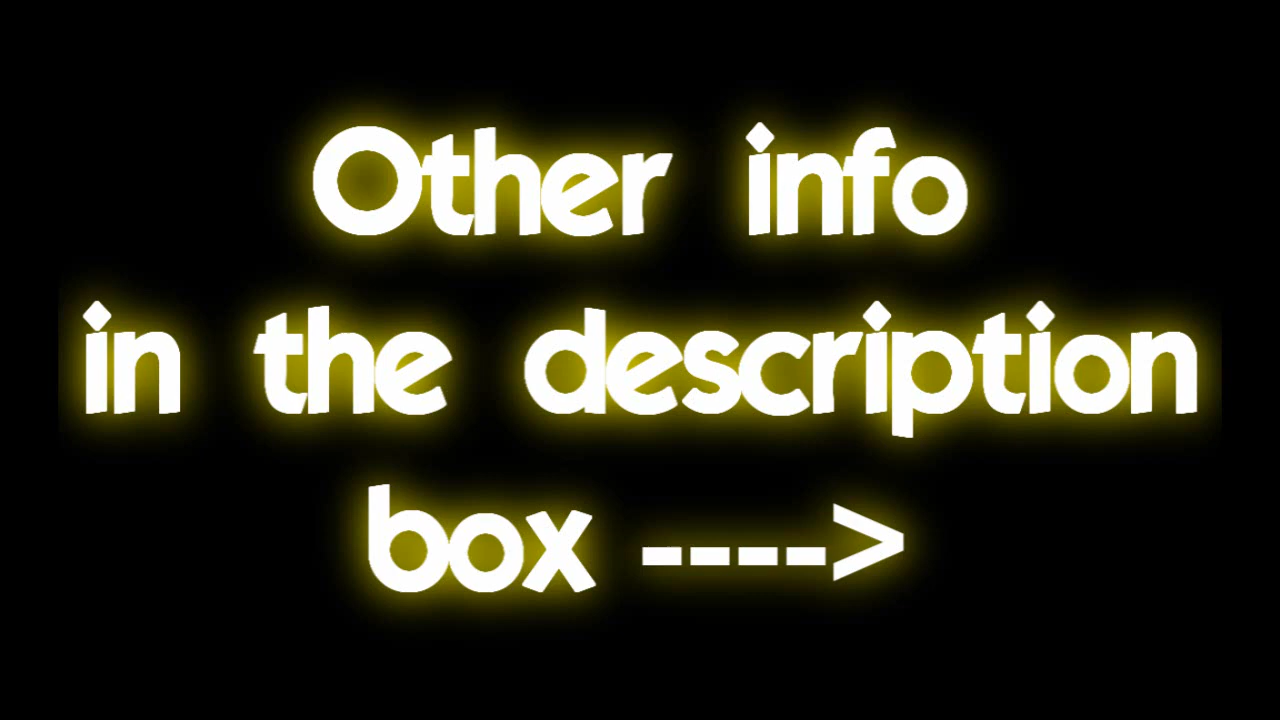 Other info
in the description
box ---->